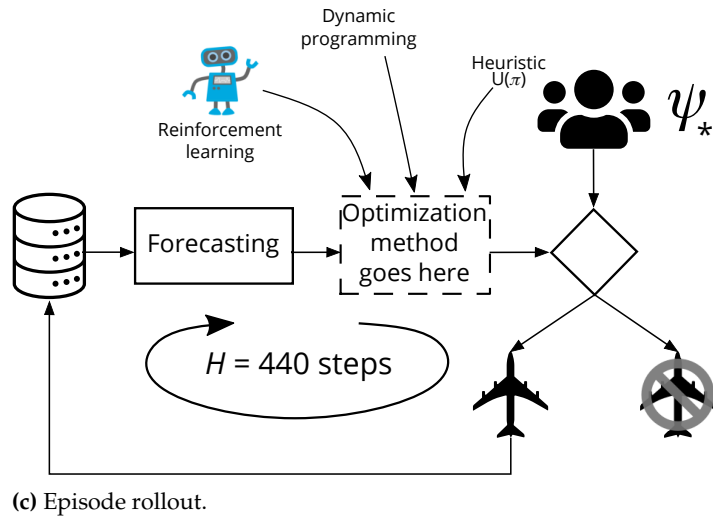 Dynamic
programming
Heuristic
U(π)
ψ*
Reinforcement
learning
Forecasting
Optimization
method
goes here
H = 440 steps
(c) Episode rollout.